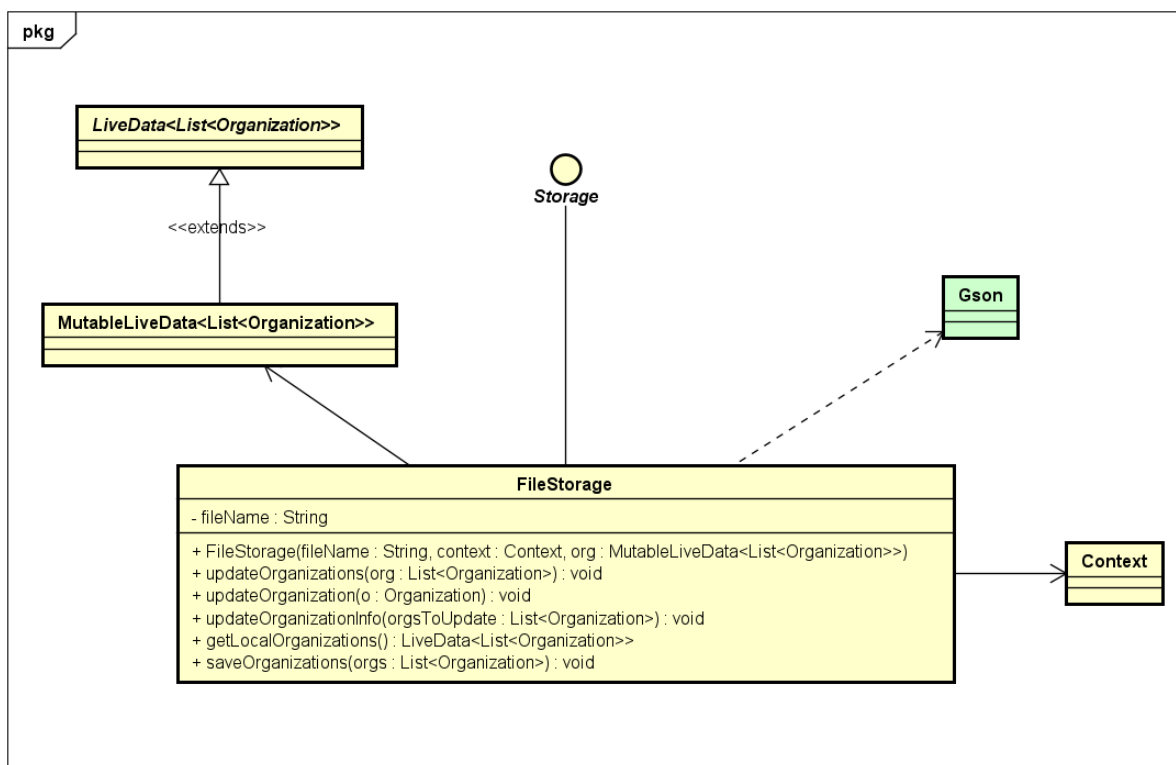 pkg
LiveData<List<Organization>>
Storage
<<extends>>
Gson
MutableLiveData<List<Organization>>
FileStorage
- fileName : String
+ FileStorage(fileName : String, context : Context, org : MutableLiveData<List<Organization>>)
+ updateOrganizations(org : List<Organization>) : void
+ updateOrganization(o : Organization) : void
+ updateOrganizationInfo(orgsToUpdate : List<Organization>) : void
+ getLocalOrganizations() : LiveData<List<Organization>>
+ saveOrganizations(orgs : List<Organization>) : void
Context